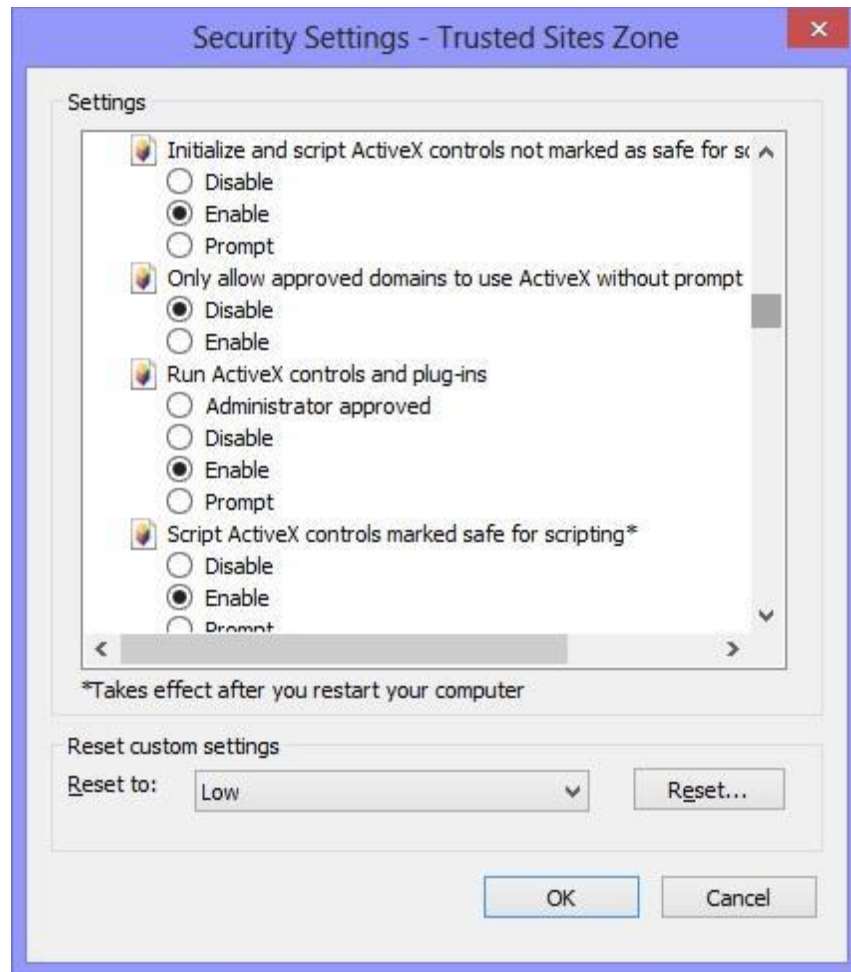 Security Settings - Trusted Sites Zone
Settings
Initialize and script ActiveX controls not marked as safe for sc
Disable
Enable
Prompt
Only allow approved domains to use ActiveX without prompt
Disable
Enable
Run ActiveX controls and plug-ins
Administrator approved
Disable
Enable
Prompt
Script ActiveX controls marked safe for scripting*
Disable
Enable
Prompt
*Takes effect after you restart your computer
Reset custom settings
Reset to:
Low
Reset...
OK
Cancel